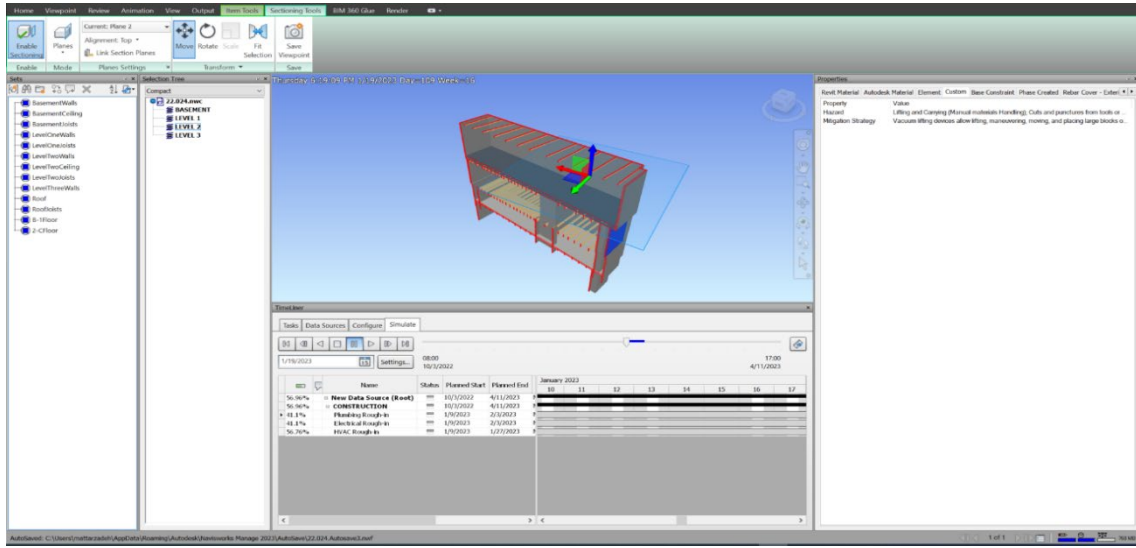 Home Viewpoint Review Animation View Output Item Tools Sectioning Tools BIM 360 Glue Render
Enable Sectioning
Planes
Current: Plane 2
Alignment: Top
Link Section Planes
Move Rotate Scale Fit Selection
Save Viewpoint
Enable Mode Planes Settings Transform Save
Sets
BasementWalls
BasementCeiling
BasementJoists
LevelOneWalls
LevelOneJoists
LevelTwoWalls
LevelTwoCeiling
LevelTwoJoists
LevelThreeWalls
Roof
RoofJoists
B-1Floor
2-CFloor
Selection Tree
Compact
22.024.nwc
BASEMENT
LEVEL 1
LEVEL 2
LEVEL 3
Properties
Revit Material Autodesk Material Element Custom Base Constraint Phase Created Rebar Cover - Exteri
Property Value
Hazard Lifting and Carrying (Manual materials Handling), Cuts and punctures from tools or ...
Mitigation Strategy Vacuum lifting devices allow lifting, maneuvering, moving, and placing large blocks o...
TimeLiner
Tasks Data Sources Configure Simulate
1/19/2023 Settings...
08:00 17:00
10/3/2022 4/11/2023
Name Status Planned Start Planned End
January 2023
10 11 12 13 14 15 16 17
56.96% New Data Source (Root) 10/3/2022 4/11/2023
56.96% CONSTRUCTION 10/3/2022 4/11/2023
41.1% Plumbing Rough-in 1/9/2023 2/3/2023
41.1% Electrical Rough-in 1/9/2023 2/3/2023
56.76% HVAC Rough-in 1/9/2023 1/27/2023
1 of 1